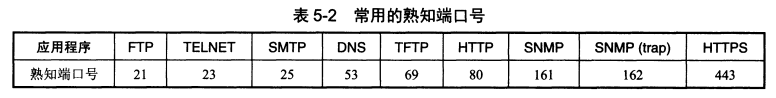 表 5-2 常用的熟知端口号
应用程序 FTP TELNET SMTP DNS TFTP HTTP SNMP SNMP (trap) HTTPS
熟知端口号 21 23 25 53 69 80 161 162 443